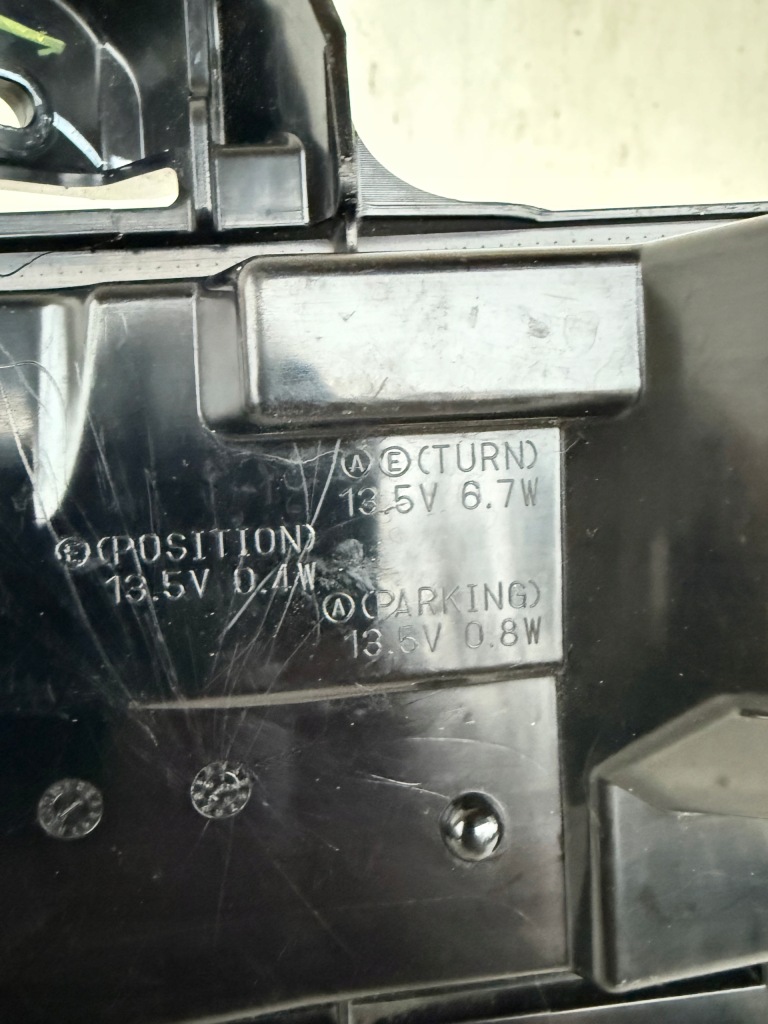 Ⓐ Ⓔ(TURN)
13.5V 6.7W
Ⓔ(POSITION)
13.5V 0.4W
Ⓐ(PARKING)
13.5V 0.8W